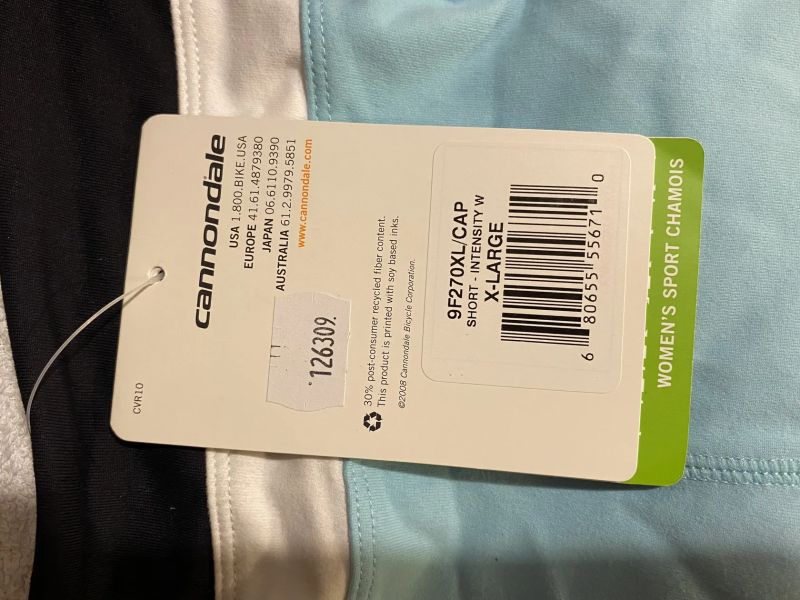 cannondale
USA 1.800.BIKE.USA
EUROPE 41.61.4879380
JAPAN 06.6110.9390
AUSTRALIA 61.2.9979.5851
www.cannondale.com
126309
30% post-consumer recycled fiber content.
This product is printed with soy based inks.
©2008 Cannondale Bicycle Corporation.
CVR10
9F270XL/CAP
SHORT - INTENSITY W
X-LARGE
6 80655 55671 0
WOMEN'S SPORT CHAMOIS